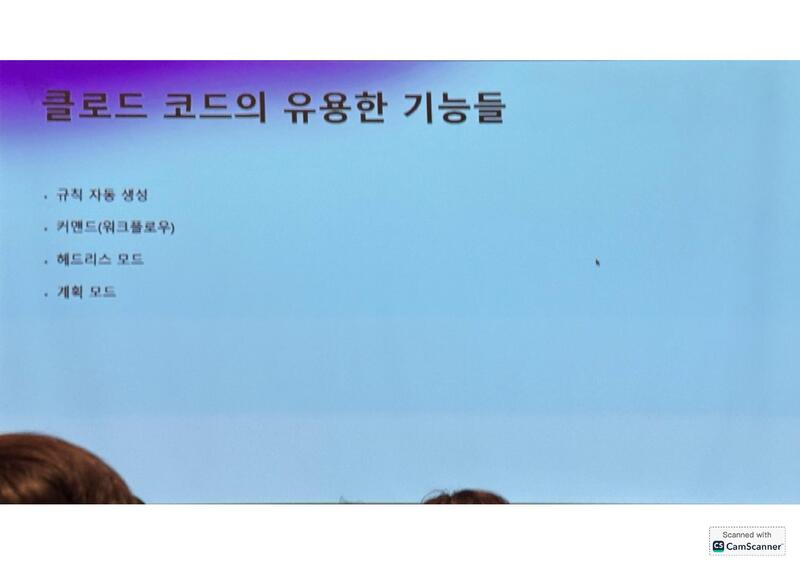 클로드 코드의 유용한 기능들
• 규칙 자동 생성
• 커맨드(워크플로우)
• 헤드리스 모드
• 계획 모드
Scanned with
CS CamScanner